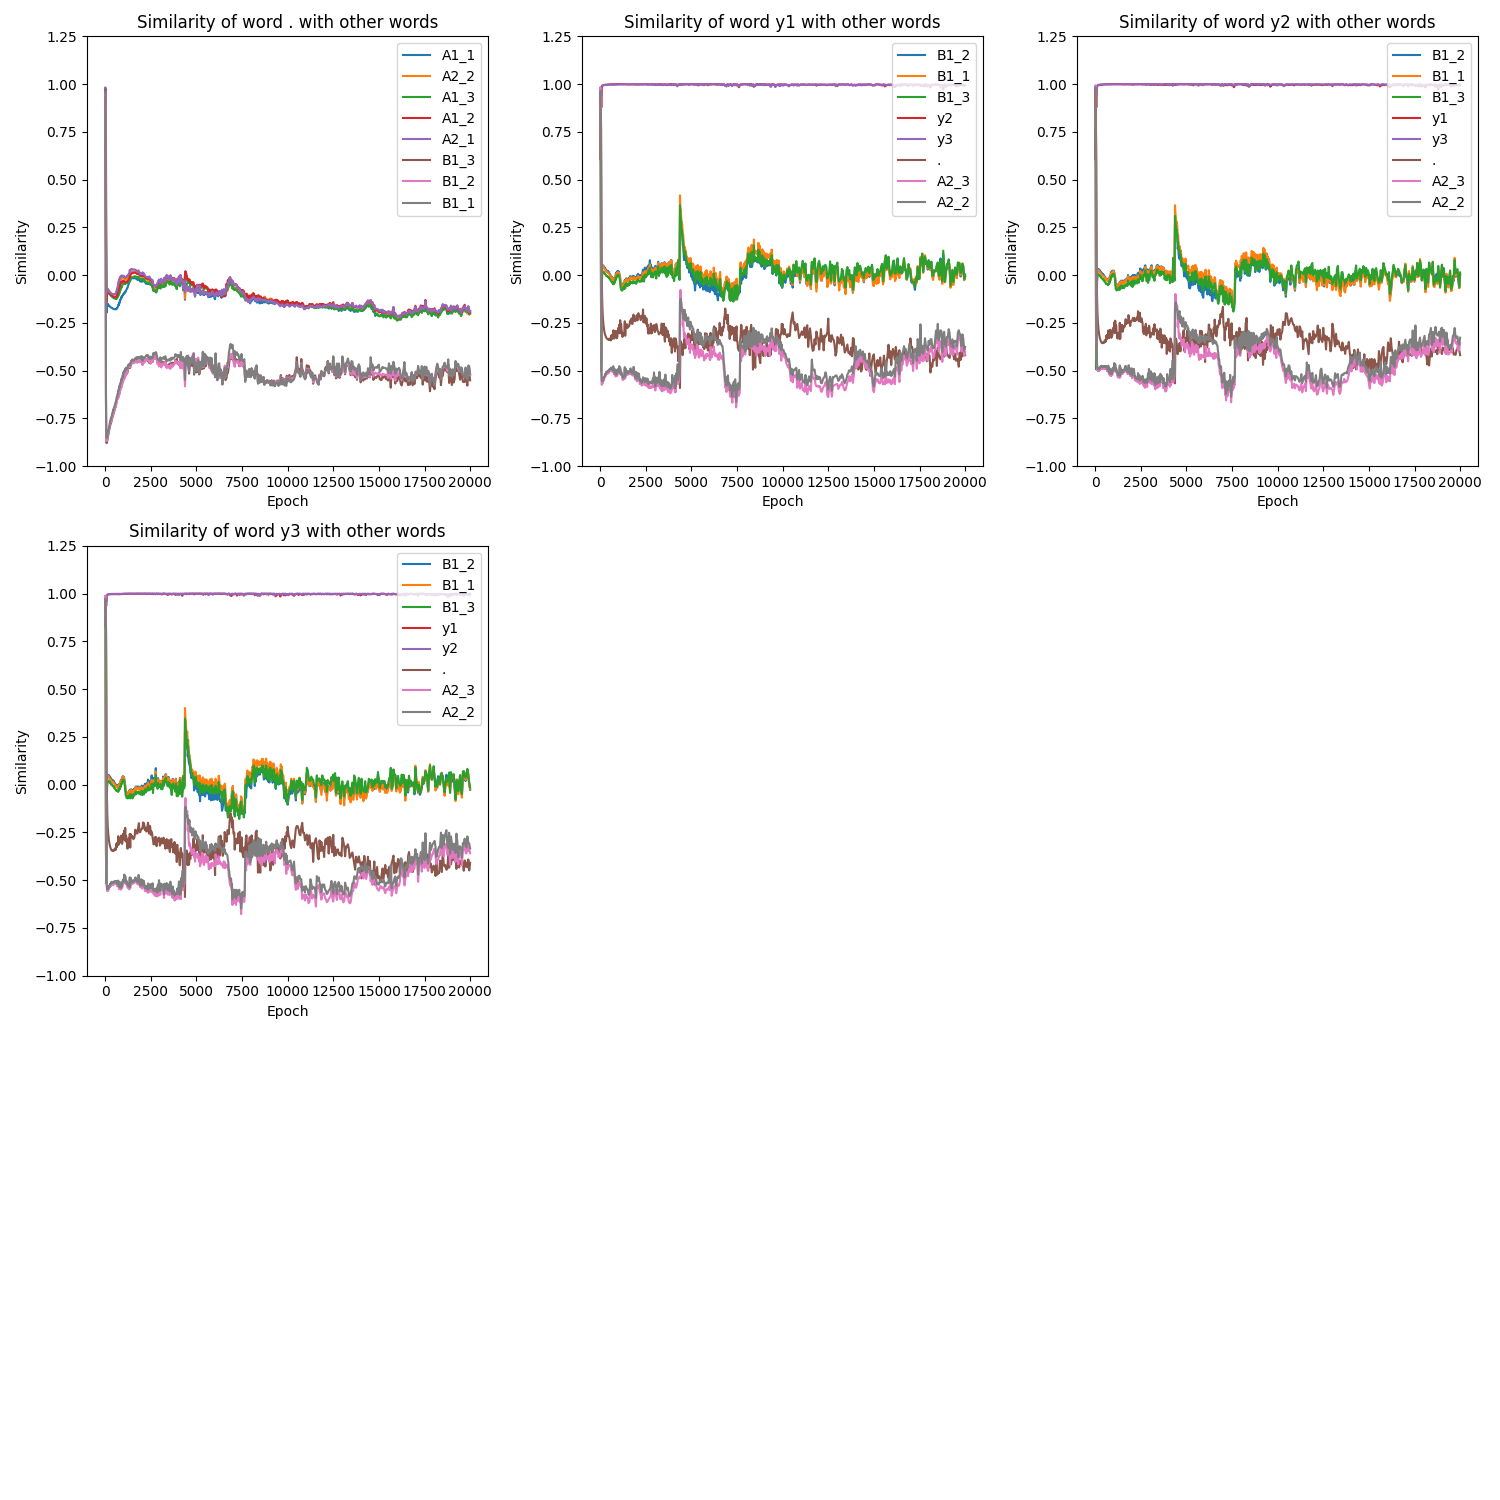 Similarity of word . with other words
Similarity
1.25
1.00
0.75
0.50
0.25
0.00
−0.25
−0.50
−0.75
−1.00
A1_1
A2_2
A1_3
A1_2
A2_1
B1_3
B1_2
B1_1
0 2500 5000 7500 10000 12500 15000 17500 20000
Epoch
Similarity of word y1 with other words
Similarity
1.25
1.00
0.75
0.50
0.25
0.00
−0.25
−0.50
−0.75
−1.00
B1_2
B1_1
B1_3
y2
y3
.
A2_3
A2_2
0 2500 5000 7500 10000 12500 15000 17500 20000
Epoch
Similarity of word y2 with other words
Similarity
1.25
1.00
0.75
0.50
0.25
0.00
−0.25
−0.50
−0.75
−1.00
B1_2
B1_1
B1_3
y1
y3
.
A2_3
A2_2
0 2500 5000 7500 10000 12500 15000 17500 20000
Epoch
Similarity of word y3 with other words
Similarity
1.25
1.00
0.75
0.50
0.25
0.00
−0.25
−0.50
−0.75
−1.00
B1_2
B1_1
B1_3
y1
y2
.
A2_3
A2_2
0 2500 5000 7500 10000 12500 15000 17500 20000
Epoch